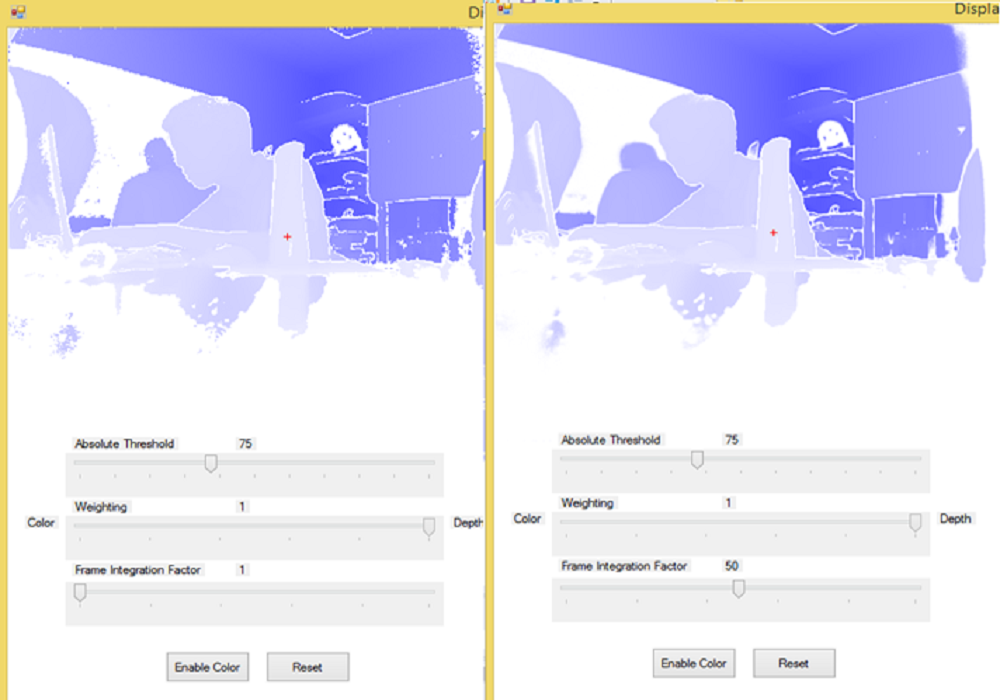 Di
Displa
Absolute Threshold 75
Weighting 1
Color Depth
Frame Integration Factor 1
Enable Color Reset
Absolute Threshold 75
Weighting 1
Color Depth
Frame Integration Factor 50
Enable Color Reset